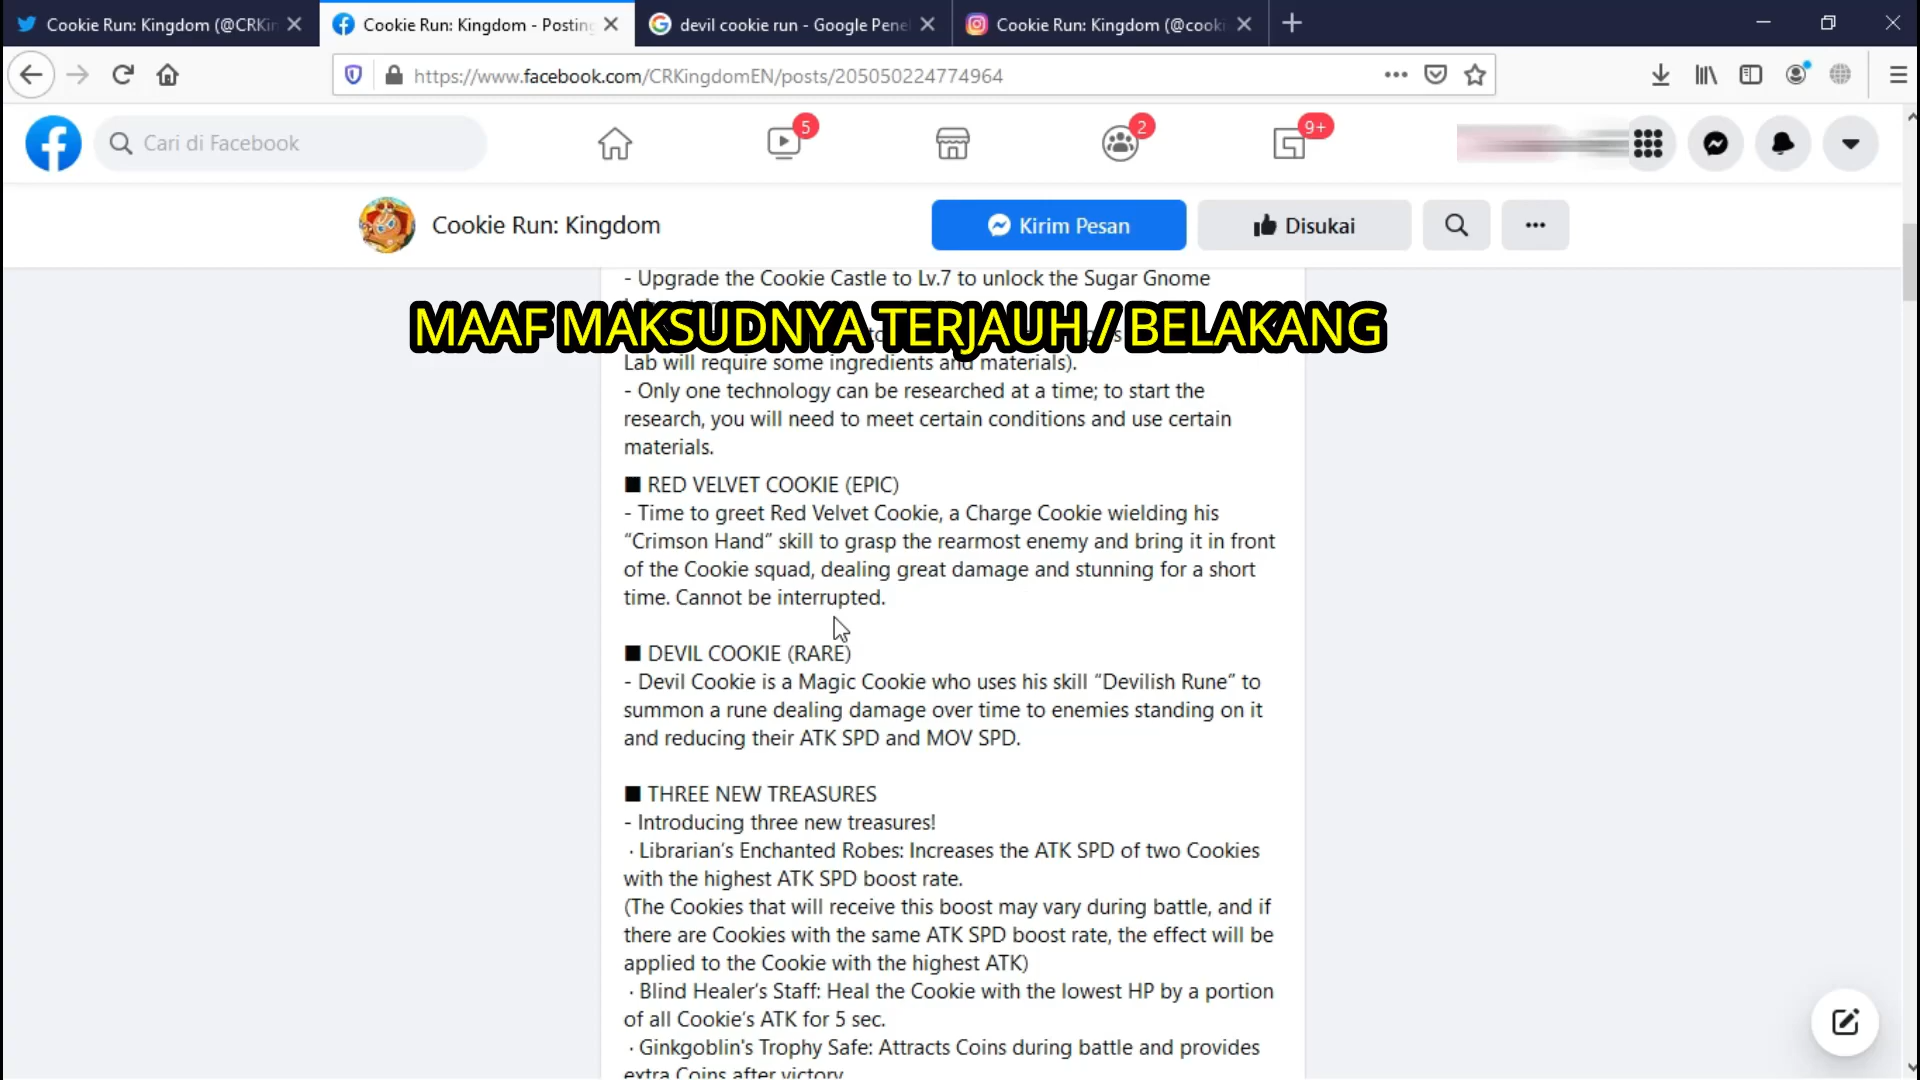 Cookie Run: Kingdom (@CRKin
Cookie Run: Kingdom - Posting
devil cookie run - Google Penel
Cookie Run: Kingdom (@cooki
https://www.facebook.com/CRKingdomEN/posts/205050224774964
Cari di Facebook
5
2
9+
Cookie Run: Kingdom
Kirim Pesan
Disukai
- Upgrade the Cookie Castle to Lv.7 to unlock the Sugar Gnome
MAAF MAKSUDNYA TERJAUH / BELAKANG
Lab will require some ingredients and materials).
- Only one technology can be researched at a time; to start the
research, you will need to meet certain conditions and use certain
materials.
■ RED VELVET COOKIE (EPIC)
- Time to greet Red Velvet Cookie, a Charge Cookie wielding his
“Crimson Hand” skill to grasp the rearmost enemy and bring it in front
of the Cookie squad, dealing great damage and stunning for a short
time. Cannot be interrupted.
■ DEVIL COOKIE (RARE)
- Devil Cookie is a Magic Cookie who uses his skill “Devilish Rune” to
summon a rune dealing damage over time to enemies standing on it
and reducing their ATK SPD and MOV SPD.
■ THREE NEW TREASURES
- Introducing three new treasures!
· Librarian’s Enchanted Robes: Increases the ATK SPD of two Cookies
with the highest ATK SPD boost rate.
(The Cookies that will receive this boost may vary during battle, and if
there are Cookies with the same ATK SPD boost rate, the effect will be
applied to the Cookie with the highest ATK)
· Blind Healer’s Staff: Heal the Cookie with the lowest HP by a portion
of all Cookie’s ATK for 5 sec.
· Ginkgoblin's Trophy Safe: Attracts Coins during battle and provides
extra Coins after victory